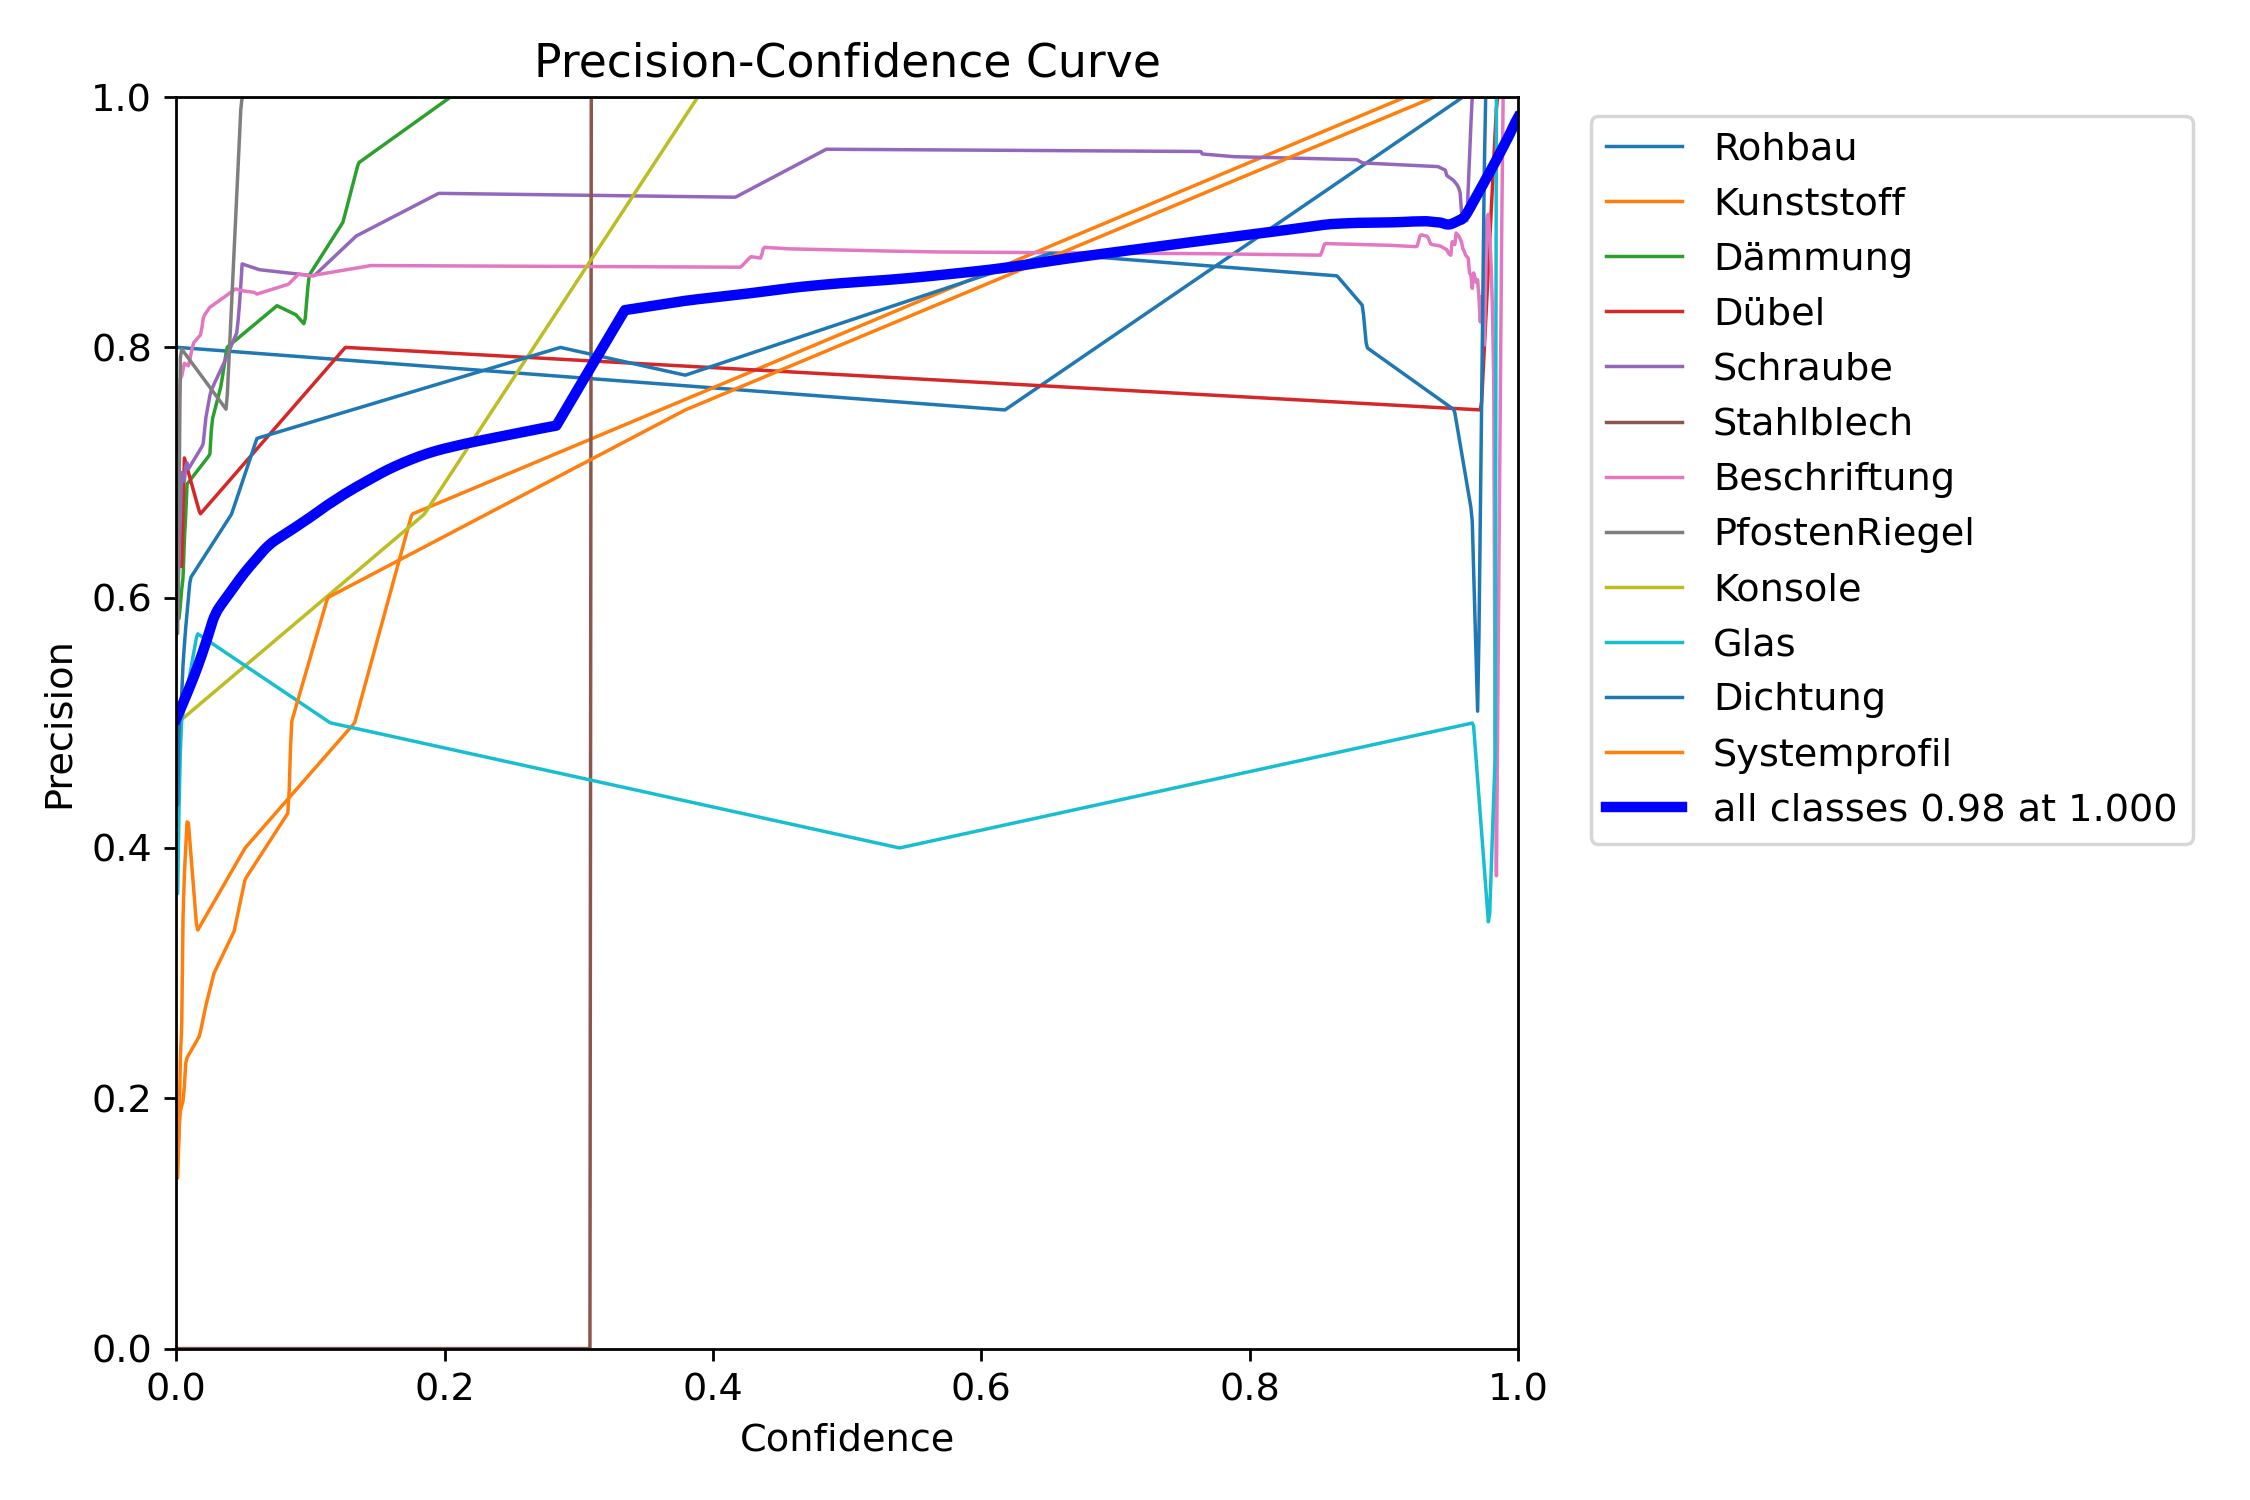 Precision-Confidence Curve
1.0
0.8
0.6
0.4
0.2
0.0
Precision
0.0 0.2 0.4 0.6 0.8 1.0
Confidence
Rohbau
Kunststoff
Dämmung
Dübel
Schraube
Stahlblech
Beschriftung
PfostenRiegel
Konsole
Glas
Dichtung
Systemprofil
all classes 0.98 at 1.000